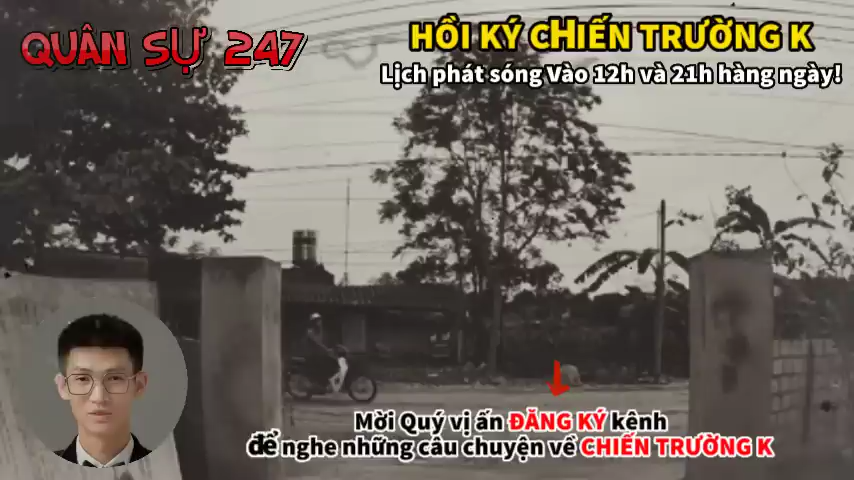 QUÂN SỰ 247
HỒI KÝ CHIẾN TRƯỜNG K
Lịch phát sóng Vào 12h và 21h hàng ngày!
Mời Quý vị ấn ĐĂNG KÝ kênh
để nghe những câu chuyện về CHIẾN TRƯỜNG K